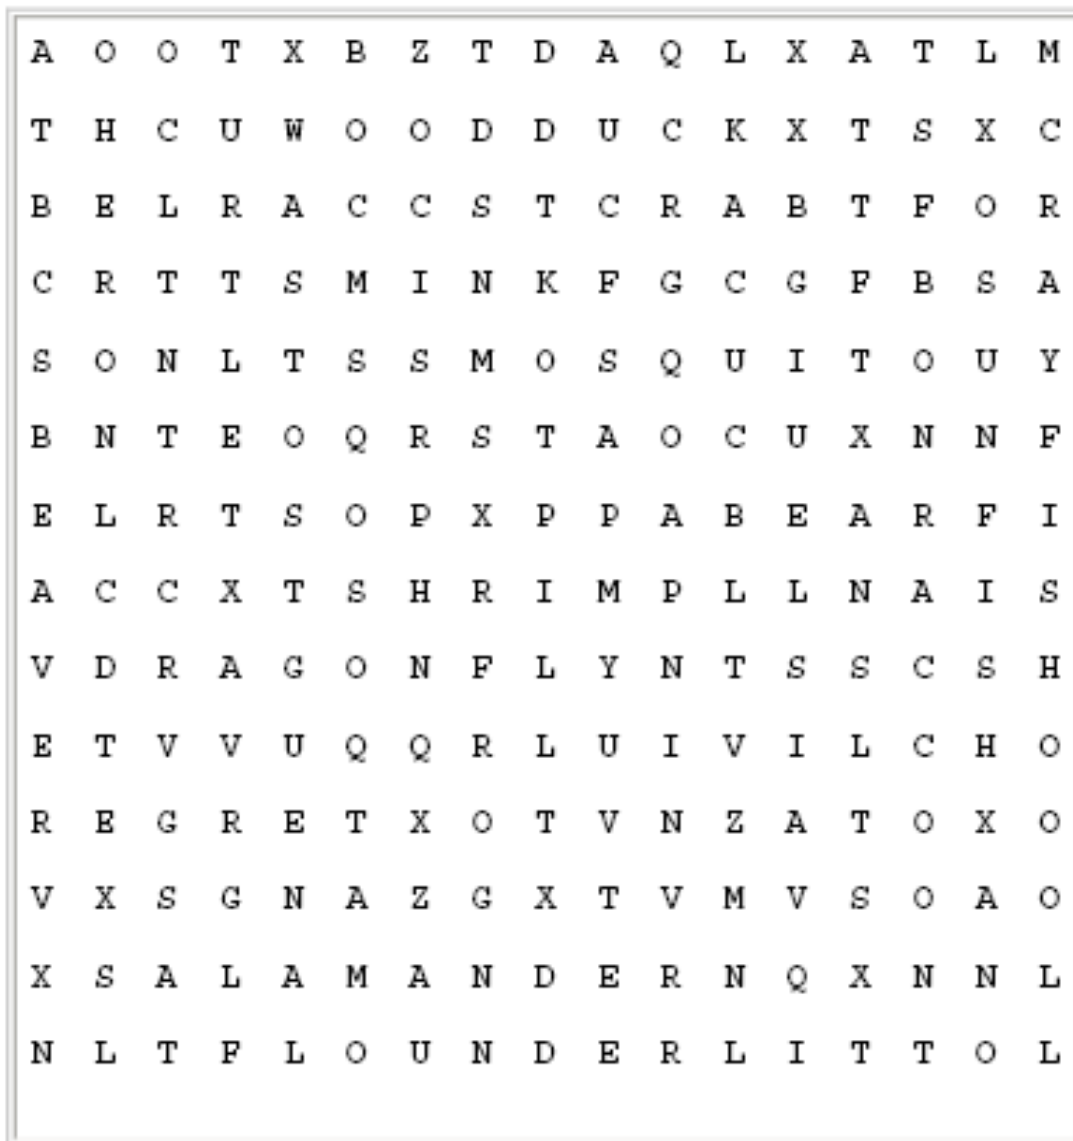 A O O T X B Z T D A Q L X A T L M
T H C U W O O D D U C K X T S X C
B E L R A C C S T C R A B T F O R
C R T T S M I N K F G C G F B S A
S O N L T S S M O S Q U I T O U Y
B N T E O Q R S T A O C U X N N F
E L R T S O P X P P A B E A R F I
A C C X T S H R I M P L L N A I S
V D R A G O N F L Y N T S S C S H
E T V V U Q Q R L U I V I L C H O
R E G R E T X O T V N Z A T O X O
V X S G N A Z G X T V M V S O A O
X S A L A M A N D E R N Q X N N L
N L T F L O U N D E R L I T T O L